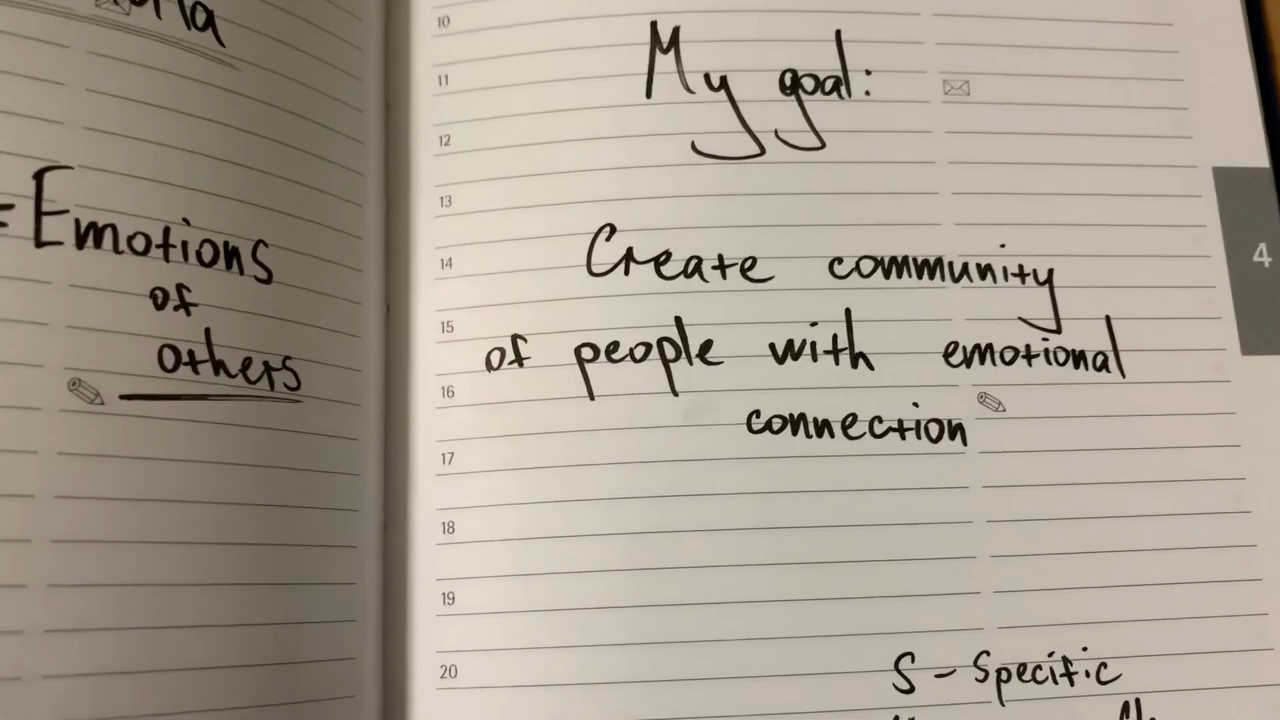 = Emotions
of
others
10
11
12
13
14
15
16
17
18
19
20
My goal:
Create community
of people with emotional
connection
S - Specific
4